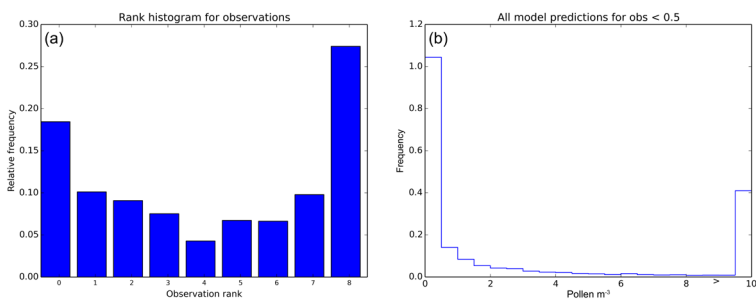 Rank histogram for observations
(a)
Relative frequency
0.30
0.25
0.20
0.15
0.10
0.05
0.00
0 1 2 3 4 5 6 7 8
Observation rank
All model predictions for obs < 0.5
(b)
Frequency
1.2
1.0
0.8
0.6
0.4
0.2
0.0
0 2 4 6 8 > 10
Pollen m⁻³